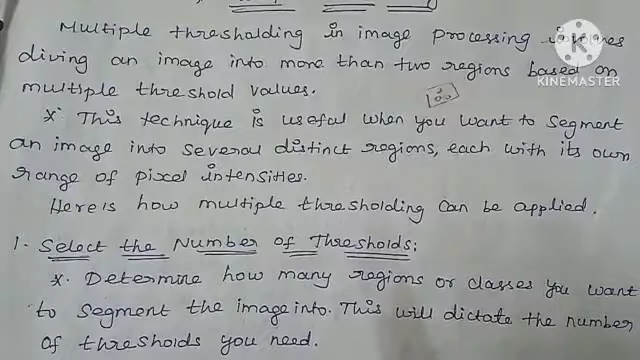 Multiple thresholding in image processing involves
diving an image into more than two regions based on
multiple threshold values.
* This technique is useful when you want to segment
an image into several distinct regions, each with its own
range of pixel intensities.
Here is how multiple thresholding can be applied.
1. Select the Number of Thresholds:
* Determine how many regions or classes you want
to segment the image into. This will dictate the number
of thresholds you need.
KINEMASTER